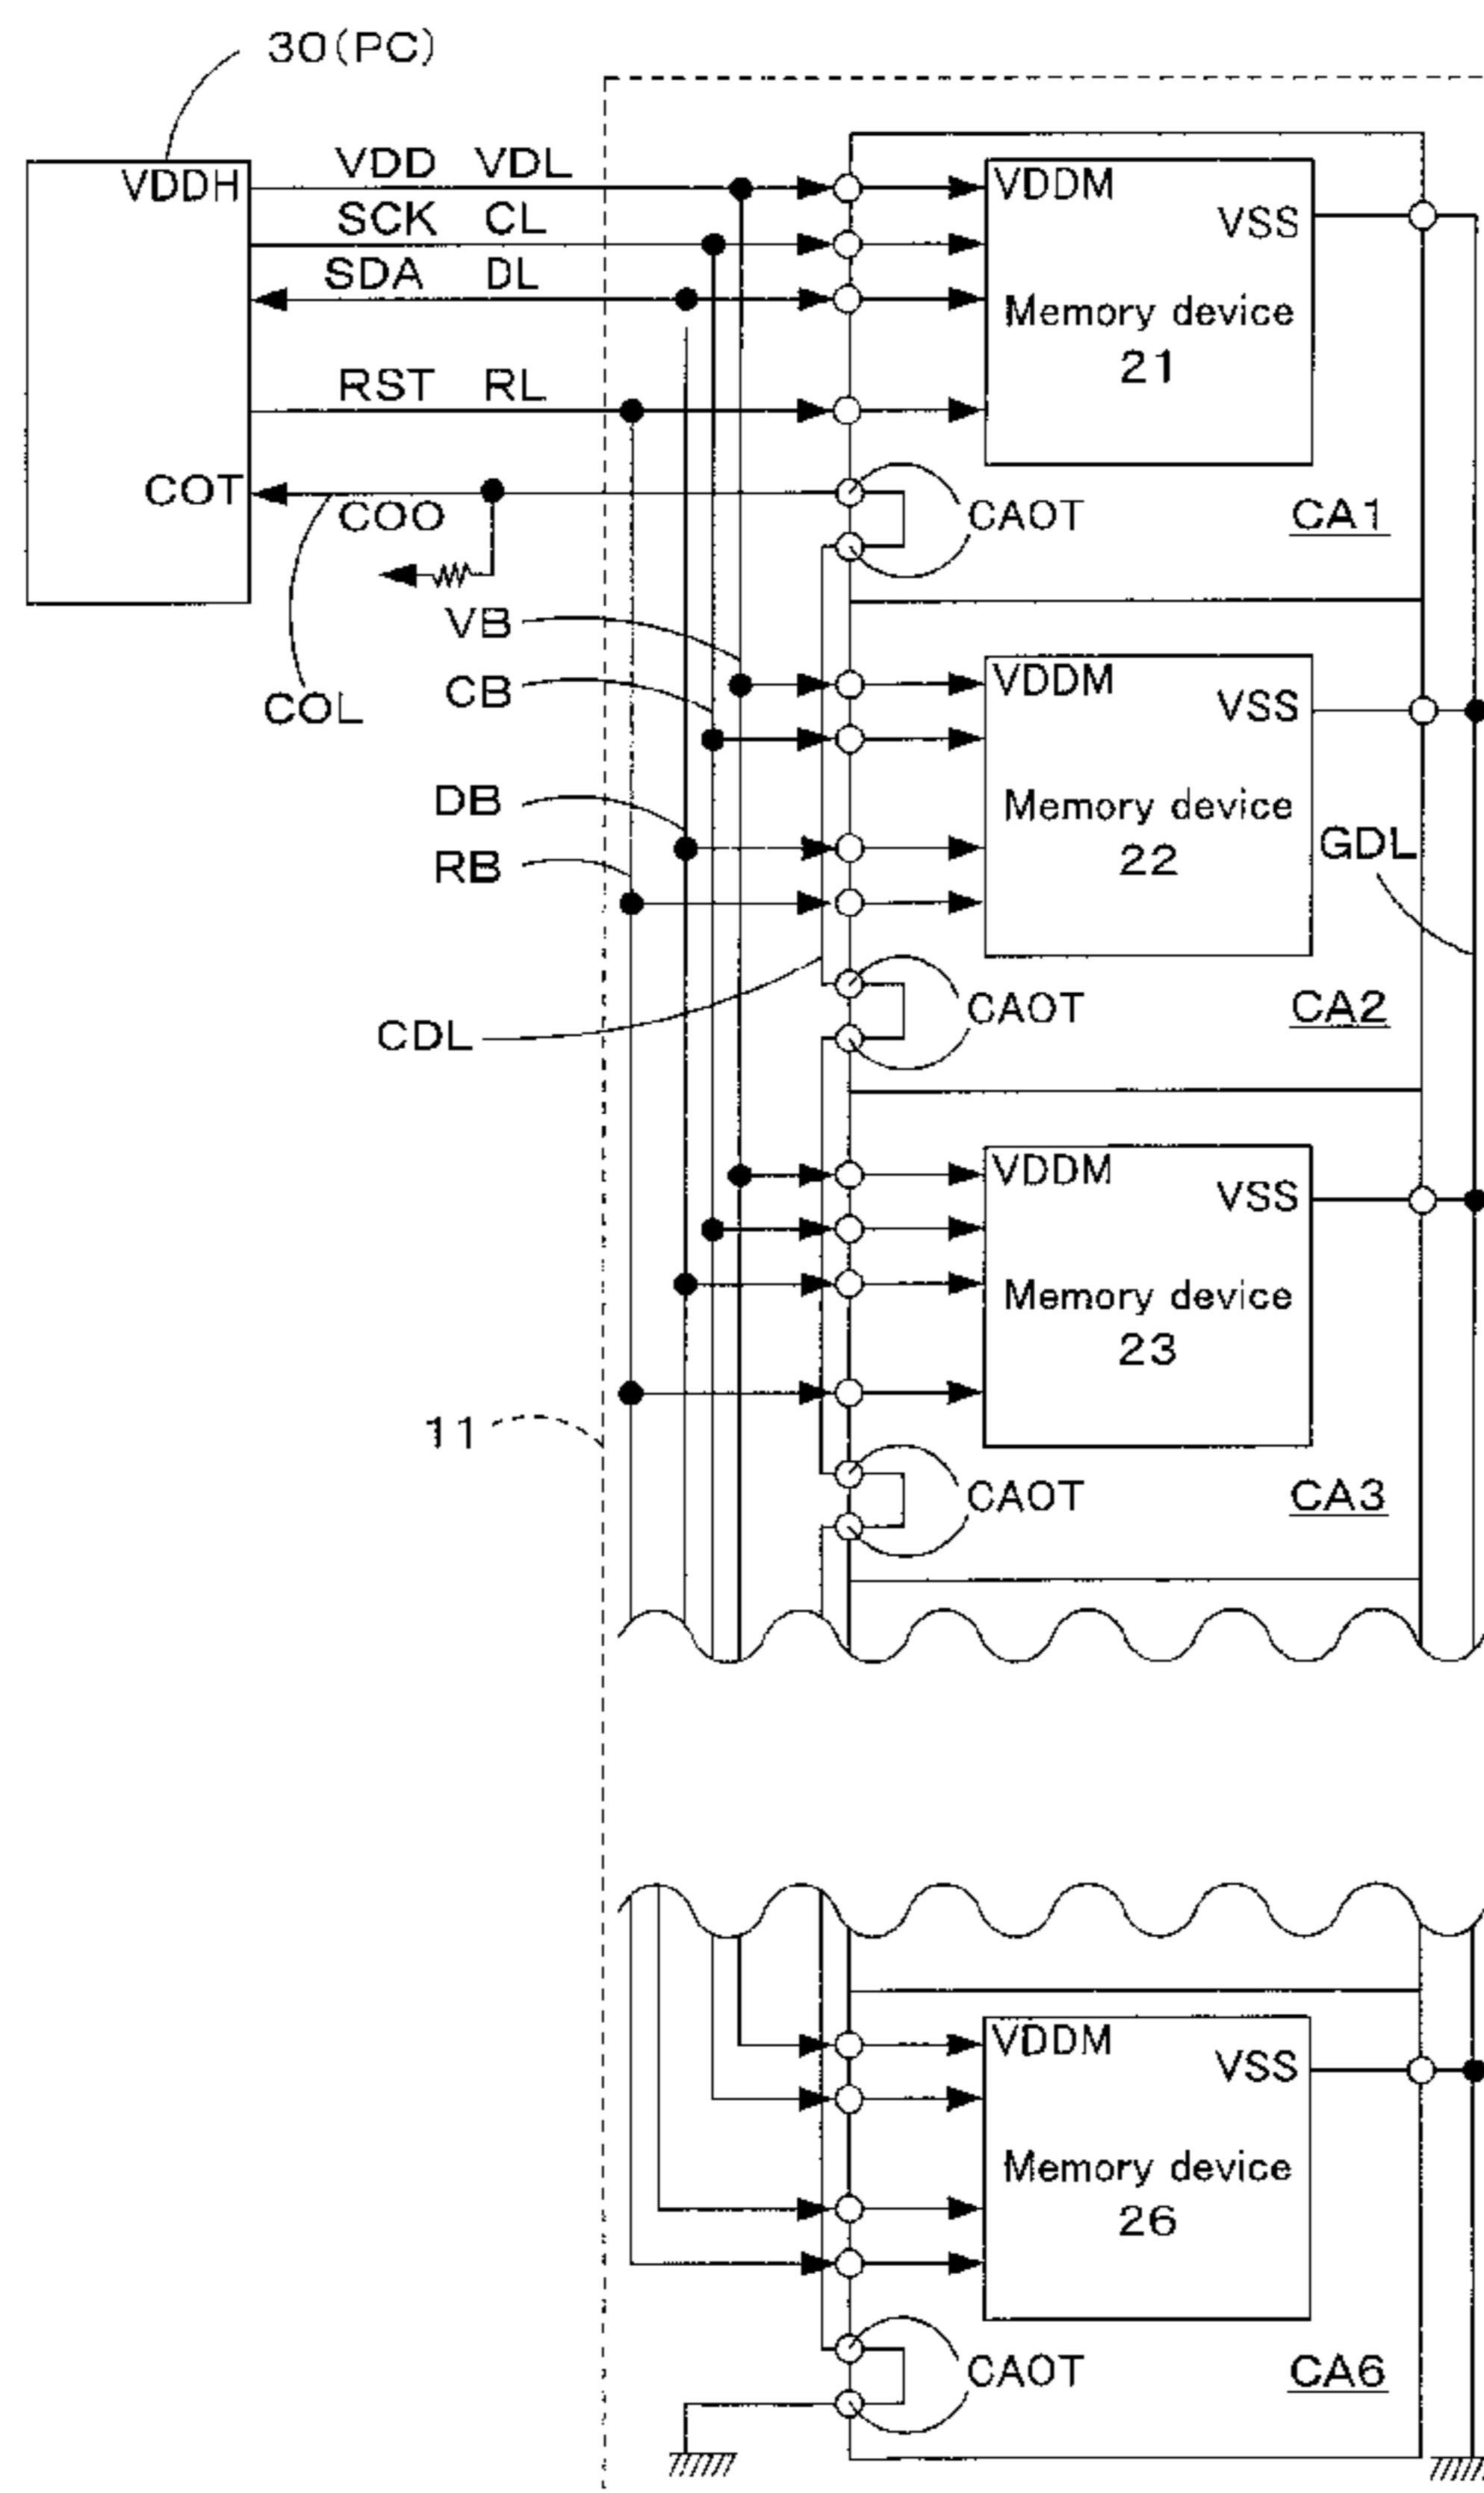 30(PC)
VDDH
VDD VDL
SCK CL
SDA DL
RST RL
COT
COO
VDDM
VSS
Memory device
21
CAOT
CA1
VB
COL
CB
VDDM
VSS
DB
RB
Memory device
22
GDL
CDL
CAOT
CA2
VDDM
VSS
Memory device
23
11
CAOT
CA3
VDDM
VSS
Memory device
26
CAOT
CA6